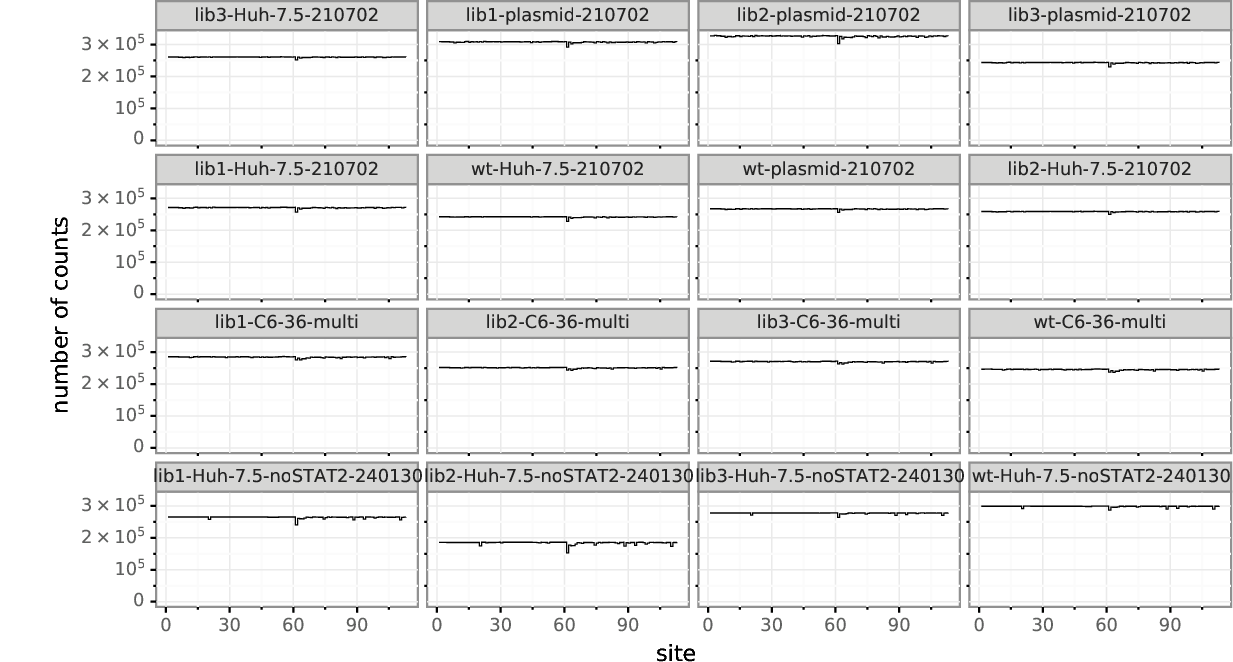 lib3-Huh-7.5-210702 lib1-plasmid-210702 lib2-plasmid-210702 lib3-plasmid-210702
3 × 10⁵
2 × 10⁵
10⁵
0
lib1-Huh-7.5-210702 wt-Huh-7.5-210702 wt-plasmid-210702 lib2-Huh-7.5-210702
3 × 10⁵
2 × 10⁵
10⁵
0
number of counts
lib1-C6-36-multi lib2-C6-36-multi lib3-C6-36-multi wt-C6-36-multi
3 × 10⁵
2 × 10⁵
10⁵
0
lib1-Huh-7.5-noSTAT2-240130 lib2-Huh-7.5-noSTAT2-240130 lib3-Huh-7.5-noSTAT2-240130 wt-Huh-7.5-noSTAT2-240130
3 × 10⁵
2 × 10⁵
10⁵
0
0 30 60 90 0 30 60 90 0 30 60 90 0 30 60 90
site